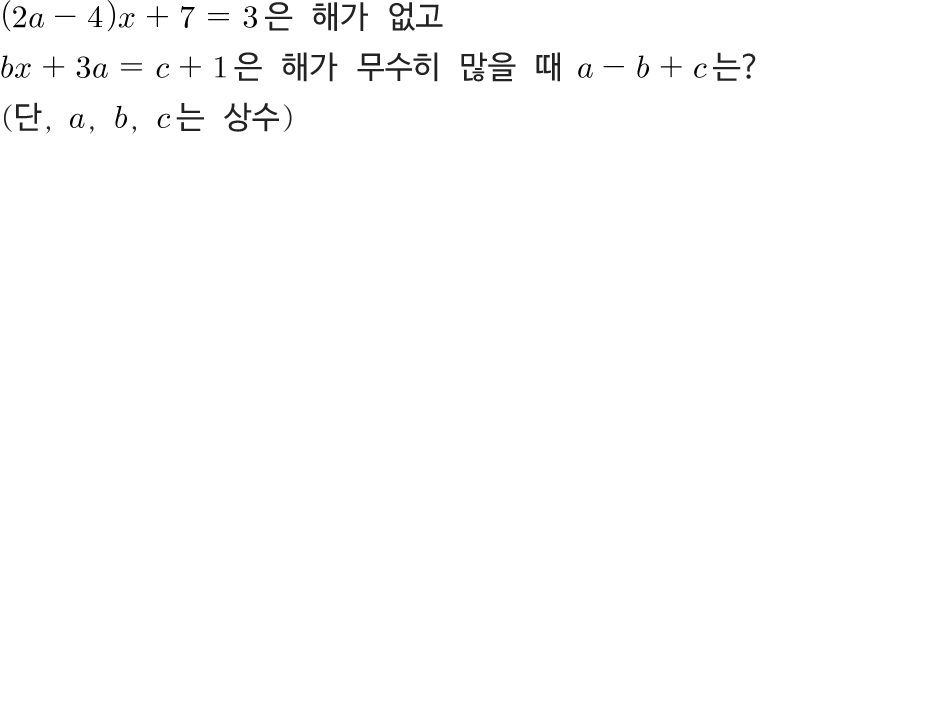 (2a − 4)x + 7 = 3은 해가 없고
bx + 3a = c + 1은 해가 무수히 많을 때 a − b + c는?
(단, a, b, c는 상수)